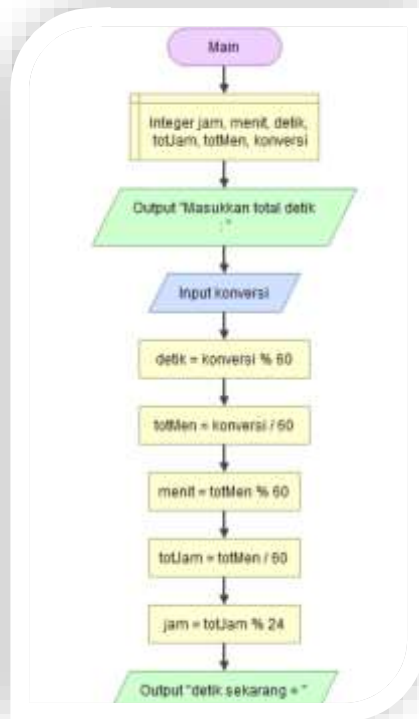 Main
Integer jam, menit, detik,
totJam, totMen, konversi
Output "Masukkan total detik
: "
Input konversi
detik = konversi % 60
totMen = konversi / 60
menit = totMen % 60
totJam = totMen / 60
jam = totJam % 24
Output "detik sekarang = "